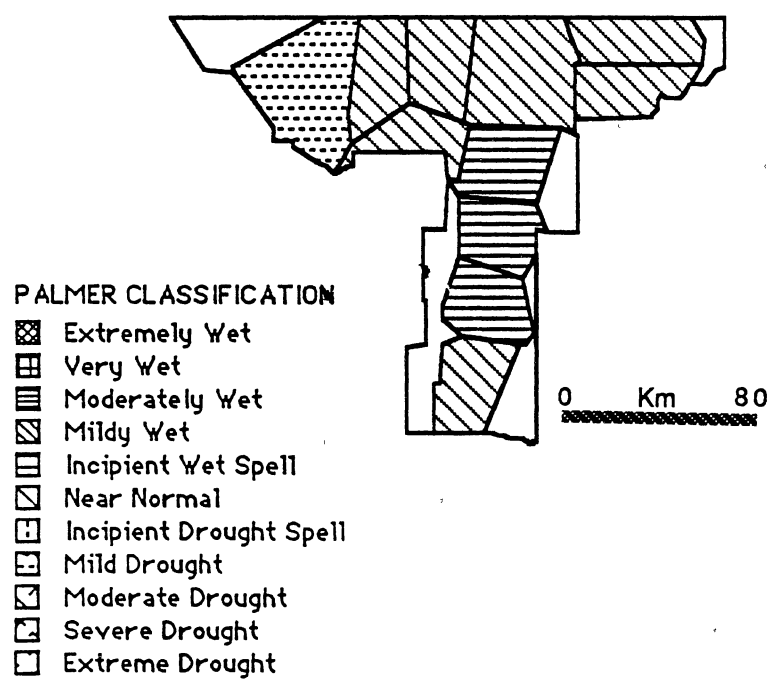 PALMER CLASSIFICATION
Extremely Wet
Very Wet
Moderately Wet
Mildy Wet
Incipient Wet Spell
Near Normal
Incipient Drought Spell
Mild Drought
Moderate Drought
Severe Drought
Extreme Drought
0 Km 80